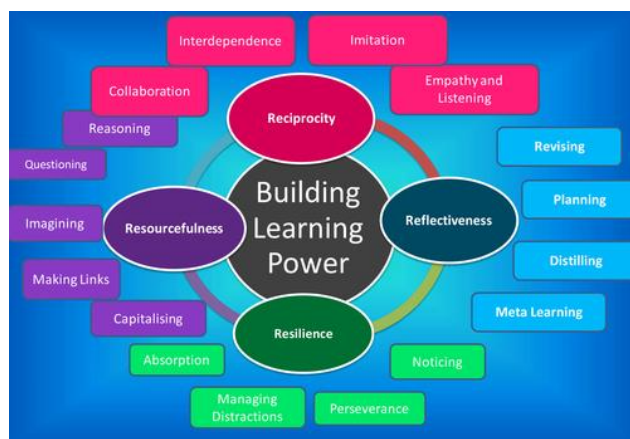 Interdependence
Imitation
Collaboration
Empathy and
Listening
Reciprocity
Reasoning
Questioning
Imagining
Making Links
Capitalising
Resourcefulness
Building
Learning
Power
Reflectiveness
Revising
Planning
Distilling
Meta Learning
Resilience
Absorption
Managing
Distractions
Perseverance
Noticing